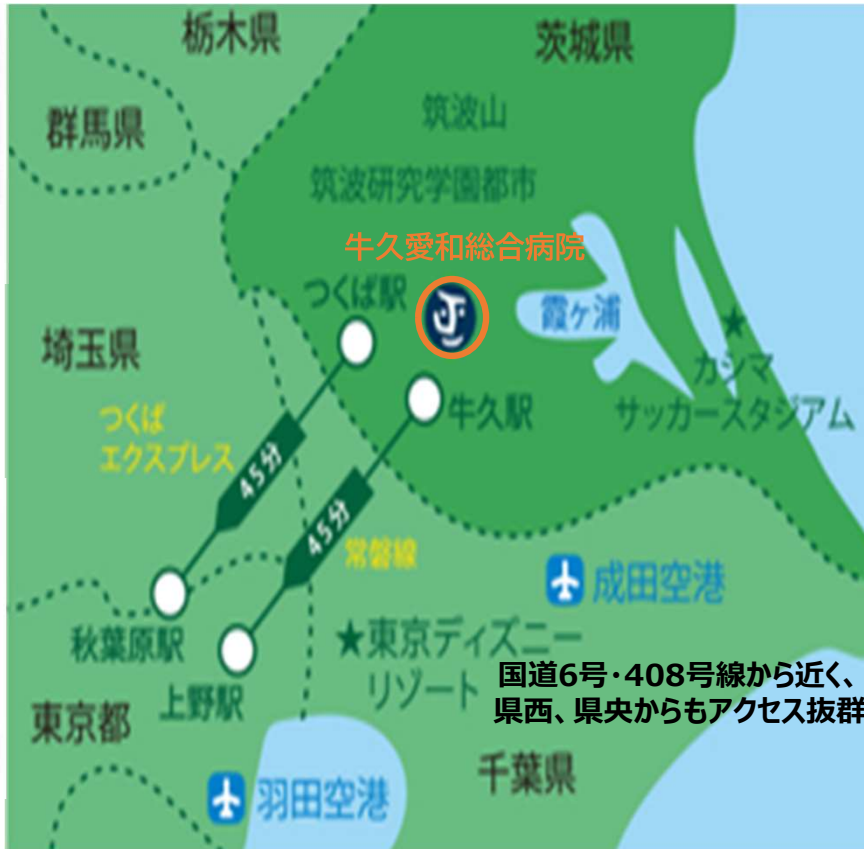 栃木県
茨城県
群馬県
筑波山
筑波研究学園都市
牛久愛和総合病院
つくば駅
霞ヶ浦
埼玉県
カシマ
サッカースタジアム
牛久駅
つくば
エクスプレス
45分
45分
常磐線
成田空港
秋葉原駅
★東京ディズニー
リゾート
上野駅
国道6号・408号線から近く、
県西、県央からもアクセス抜群
東京都
千葉県
羽田空港